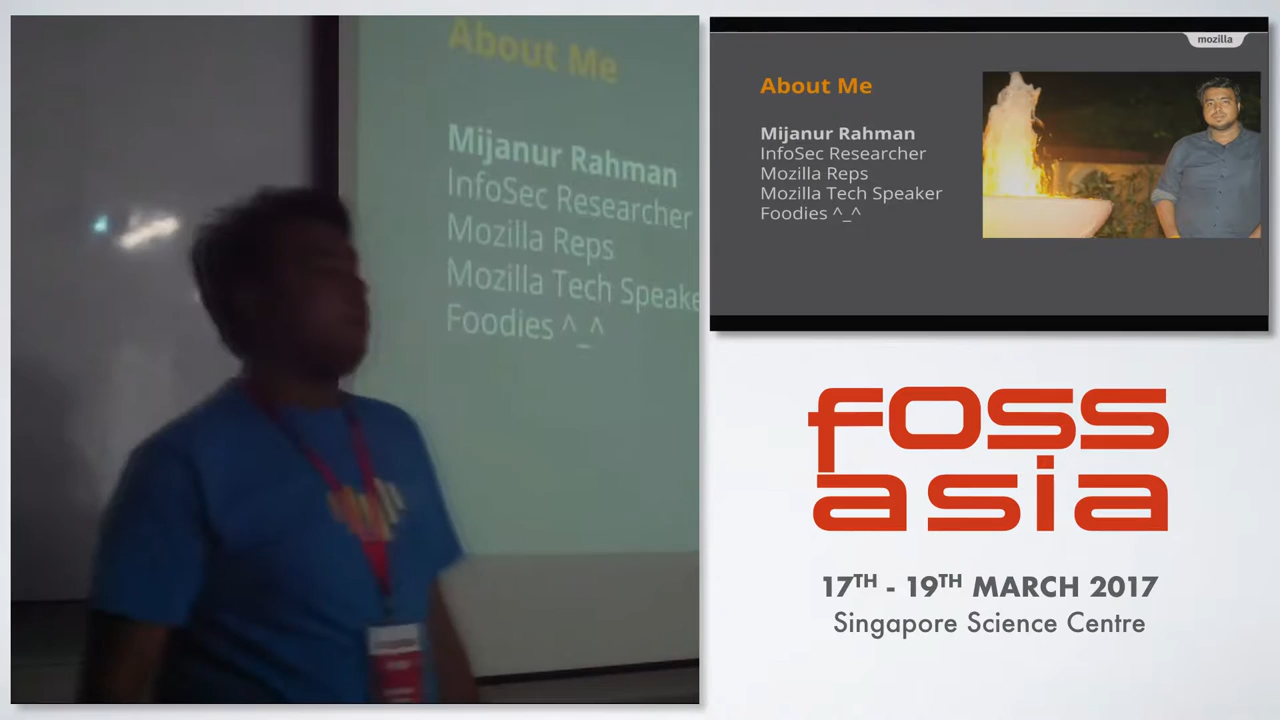 About Me
Mijanur Rahman
InfoSec Researcher
Mozilla Reps
Mozilla Tech Speake
Foodies ^_^
mozilla
About Me
Mijanur Rahman
InfoSec Researcher
Mozilla Reps
Mozilla Tech Speaker
Foodies ^_^
foss
asia
17TH - 19TH MARCH 2017
Singapore Science Centre